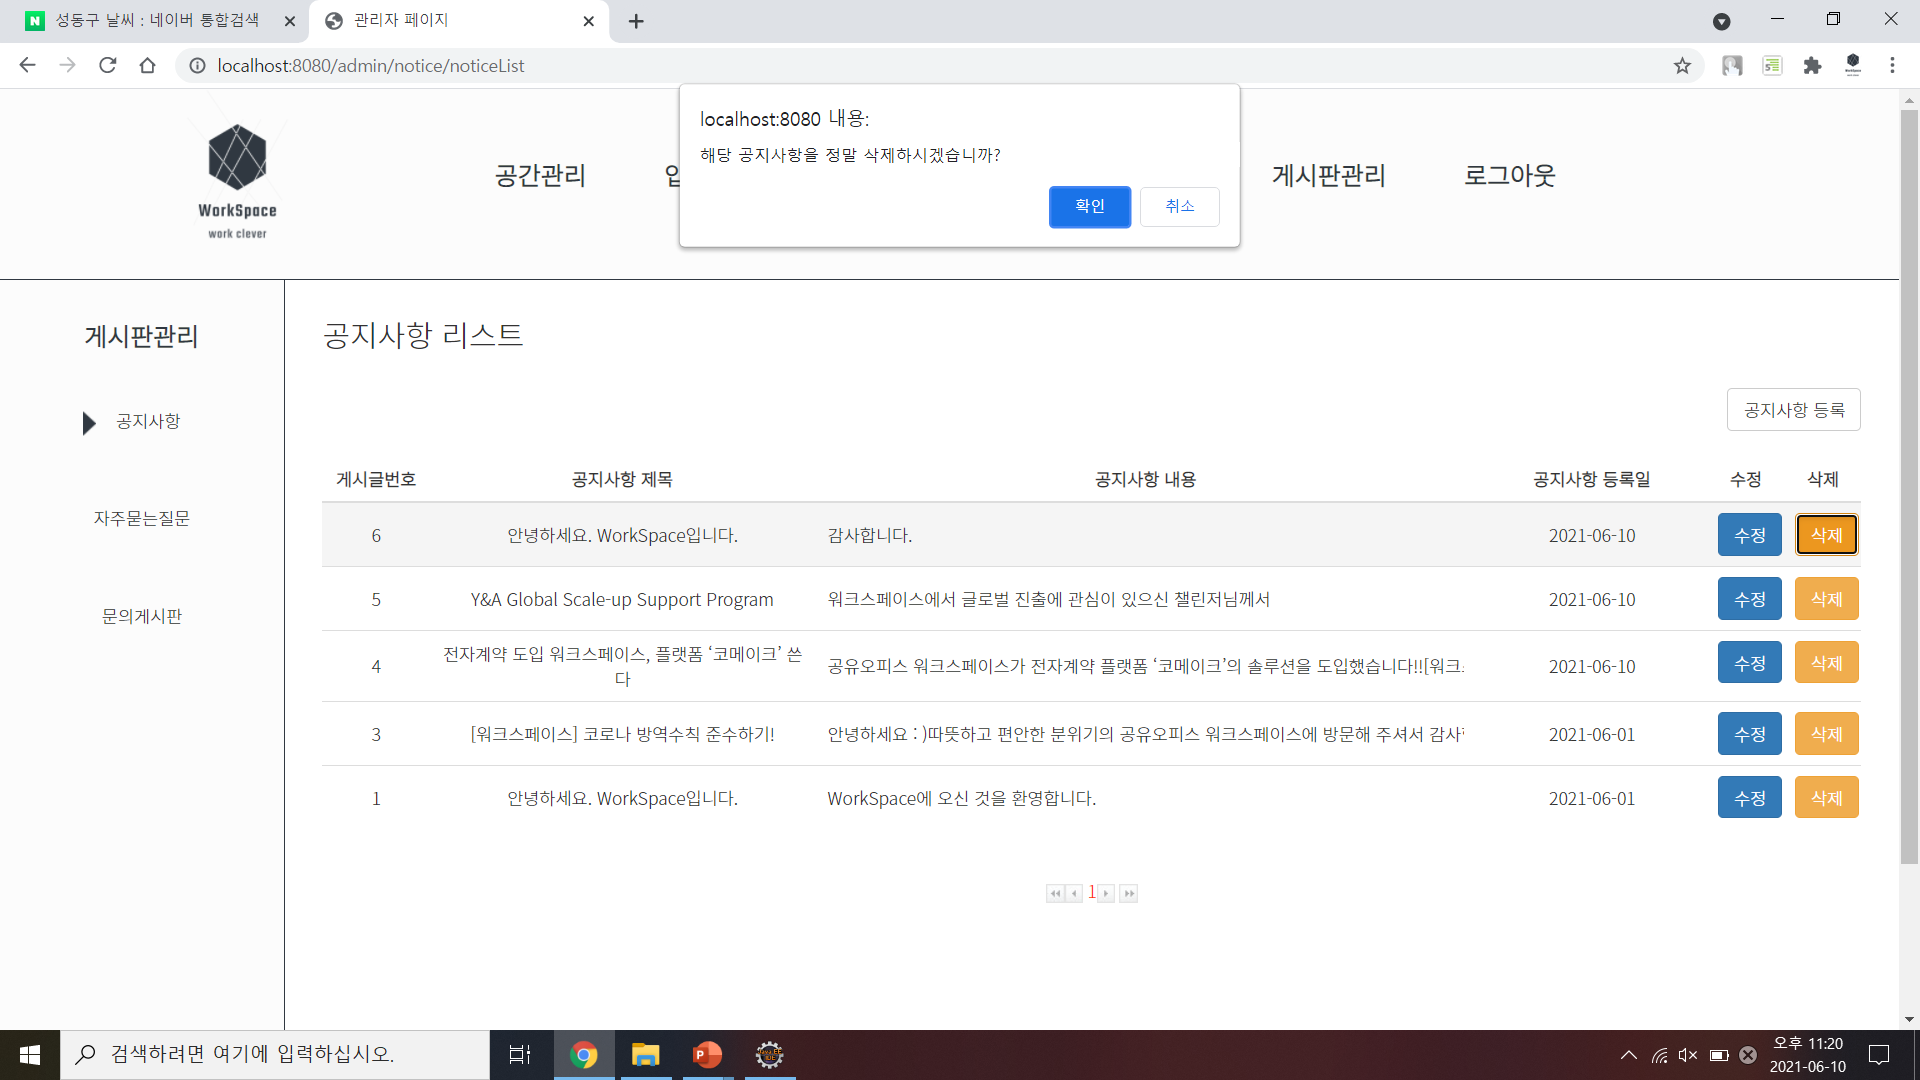 성동구 날씨 : 네이버 통합검색
관리자 페이지
localhost:8080/admin/notice/noticeList
localhost:8080 내용:
해당 공지사항을 정말 삭제하시겠습니까?
확인 취소
WorkSpace
work clever
공간관리 게시판관리 로그아웃
게시판관리
공지사항
자주묻는질문
문의게시판
공지사항 리스트
공지사항 등록
게시글번호 공지사항 제목 공지사항 내용 공지사항 등록일 수정 삭제
6 안녕하세요. WorkSpace입니다. 감사합니다. 2021-06-10 수정 삭제
5 Y&A Global Scale-up Support Program 워크스페이스에서 글로벌 진출에 관심이 있으신 챌린저님께서 2021-06-10 수정 삭제
4 전자계약 도입 워크스페이스, 플랫폼 ‘코메이크’ 쓴
다 공유오피스 워크스페이스가 전자계약 플랫폼 ‘코메이크’의 솔루션을 도입했습니다!![워크 2021-06-10 수정 삭제
3 [워크스페이스] 코로나 방역수칙 준수하기! 안녕하세요 : )따뜻하고 편안한 분위기의 공유오피스 워크스페이스에 방문해 주셔서 감사 2021-06-01 수정 삭제
1 안녕하세요. WorkSpace입니다. WorkSpace에 오신 것을 환영합니다. 2021-06-01 수정 삭제
1
검색하려면 여기에 입력하십시오.
오후 11:20
2021-06-10